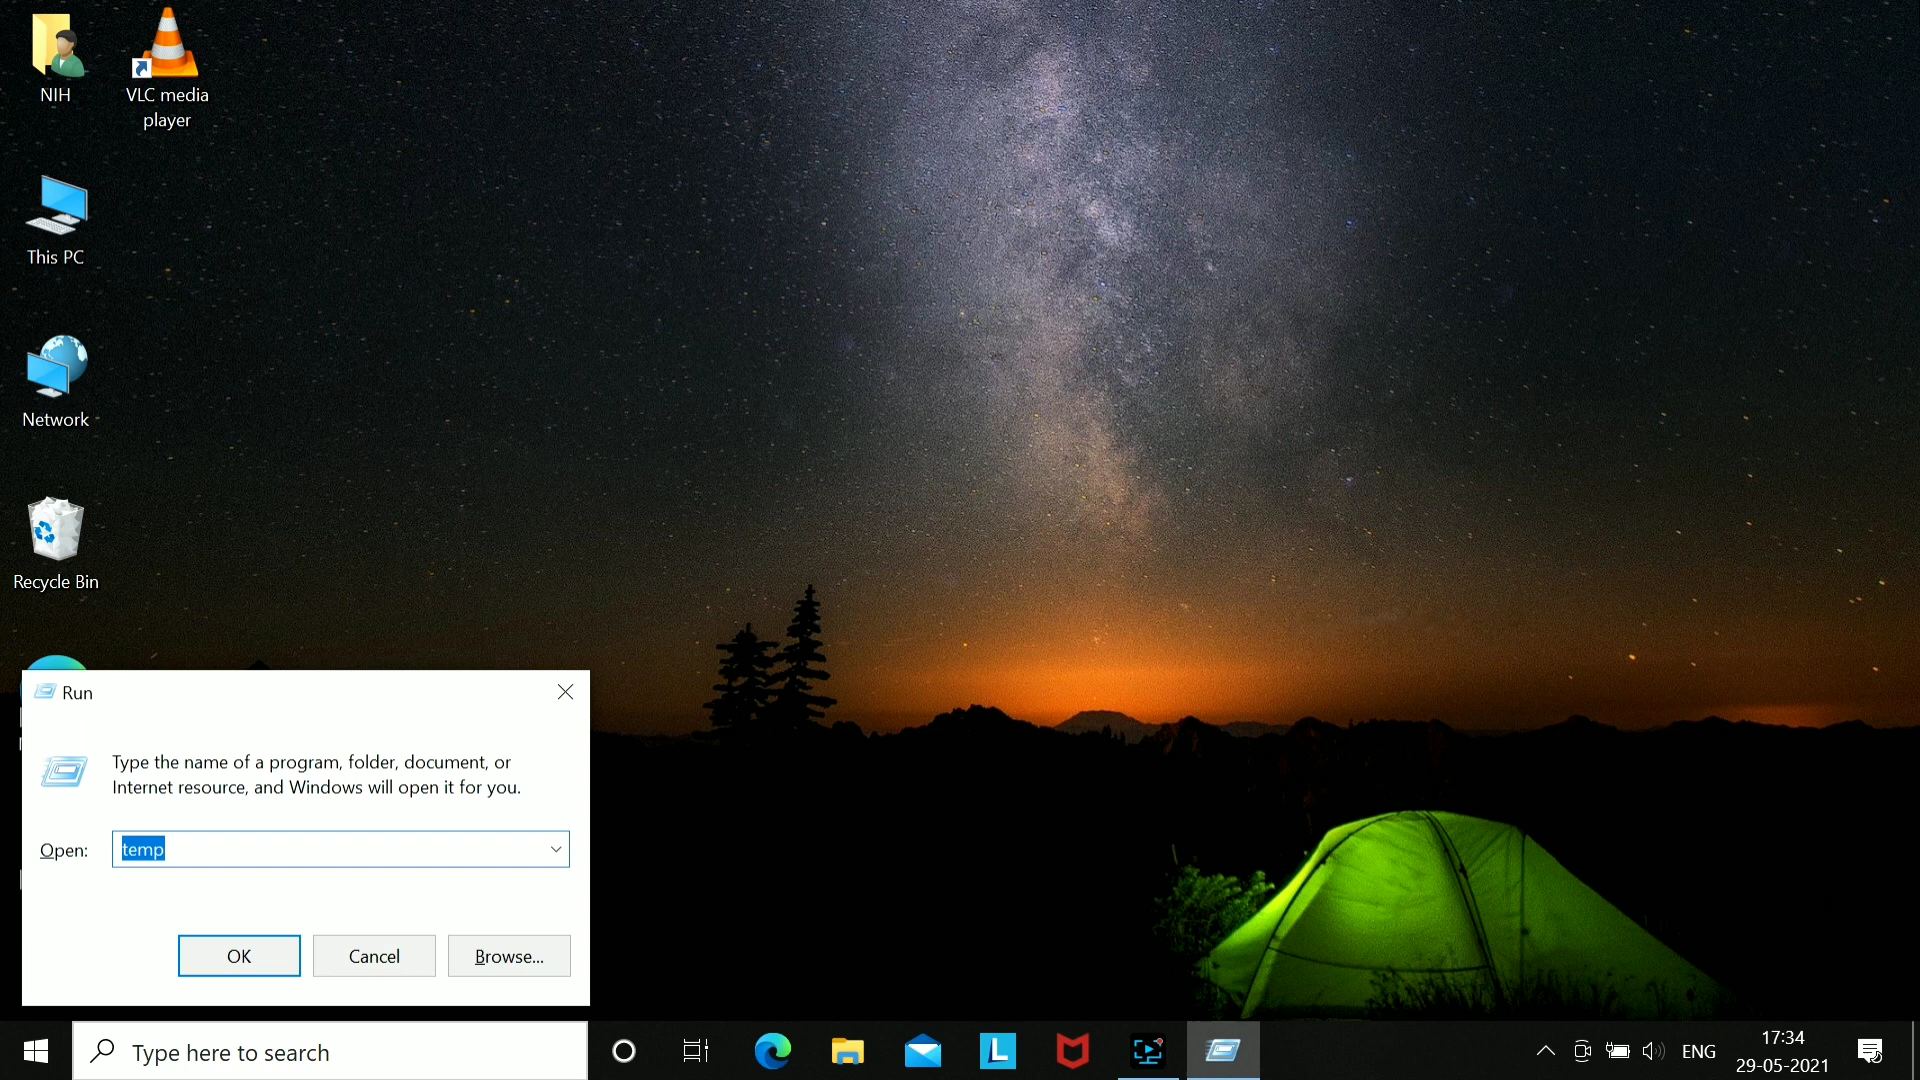 NIH
VLC media
player
This PC
Network
Recycle Bin
Run
Type the name of a program, folder, document, or
Internet resource, and Windows will open it for you.
Open:
temp
OK
Cancel
Browse...
Type here to search
ENG
17:34
29-05-2021